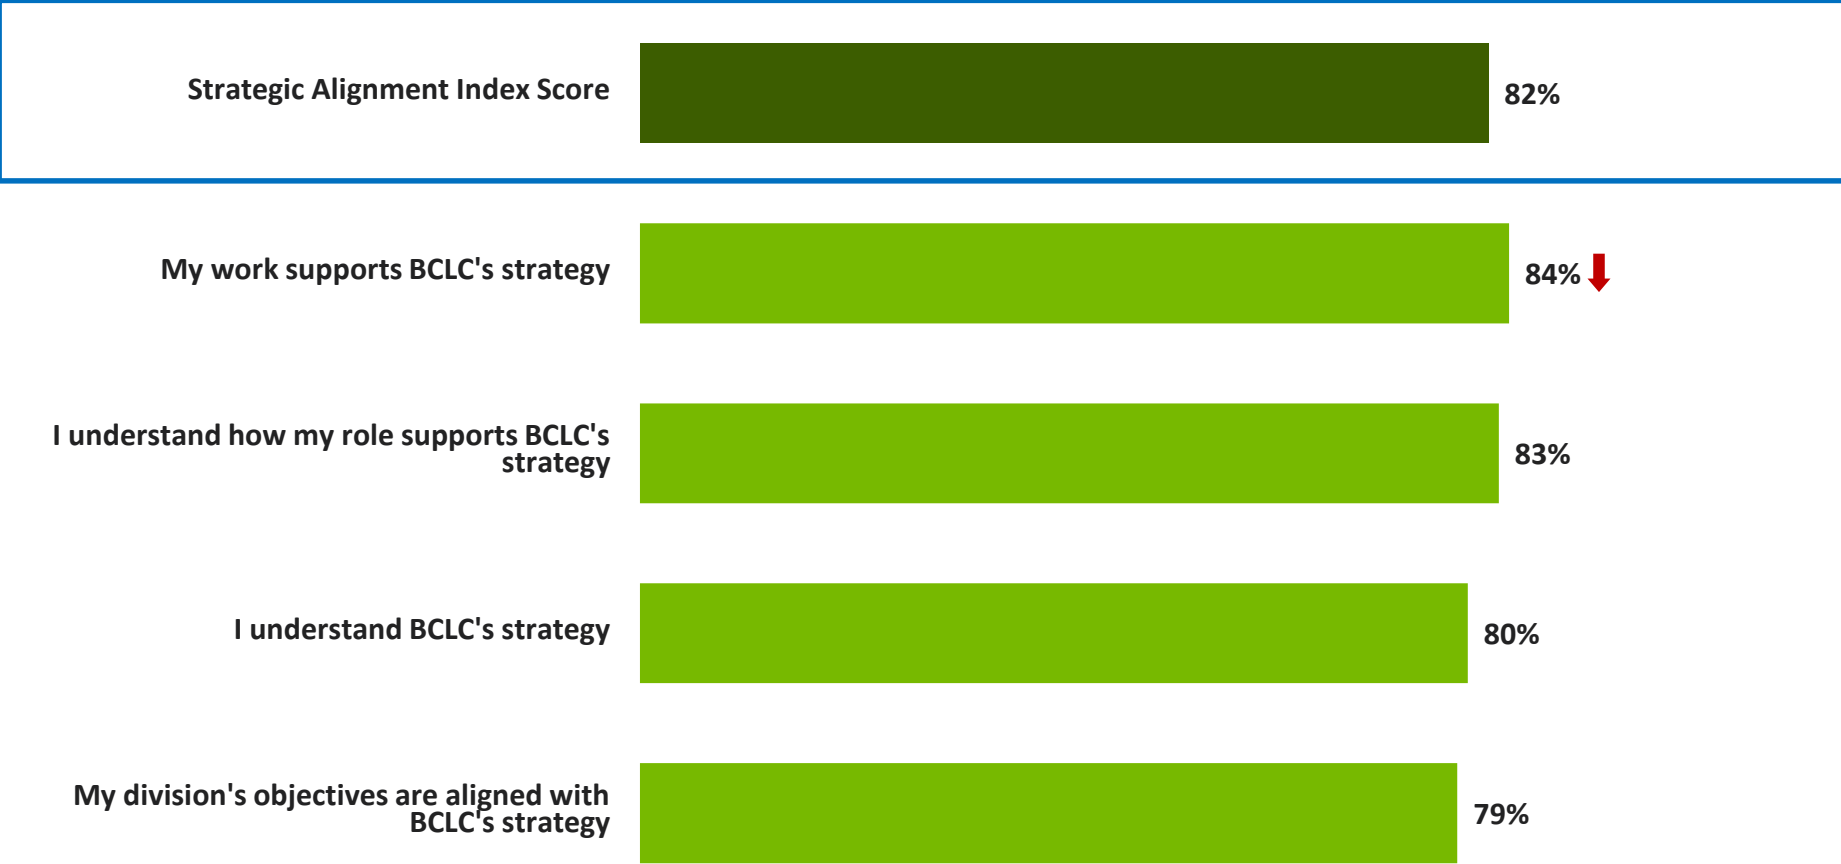 Strategic Alignment Index Score
82%
My work supports BCLC's strategy
84%
I understand how my role supports BCLC's
strategy
83%
I understand BCLC's strategy
80%
My division's objectives are aligned with
BCLC's strategy
79%